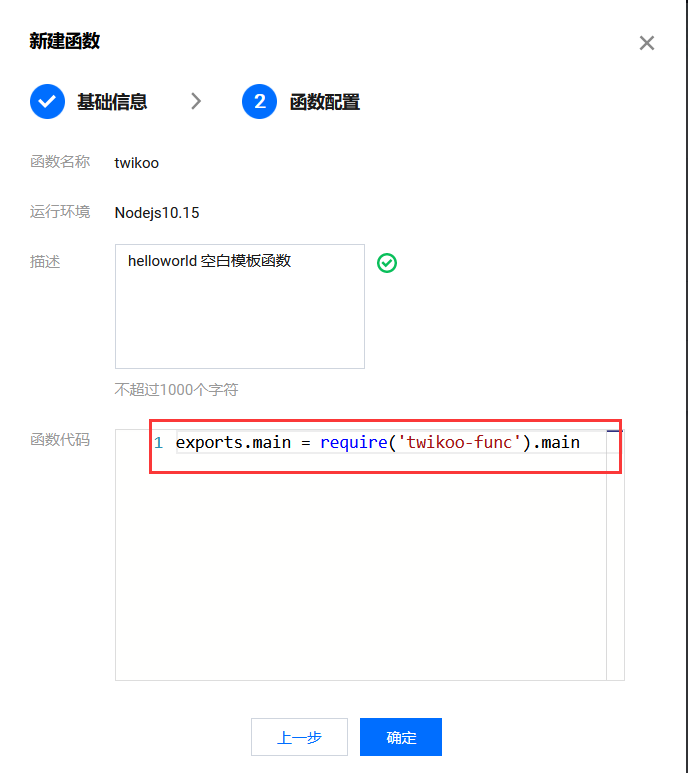 新建函数
基础信息
2 函数配置
函数名称 twikoo
运行环境 Nodejs10.15
描述 helloworld 空白模板函数
不超过1000个字符
函数代码 1 exports.main = require('twikoo-func').main
上一步 确定